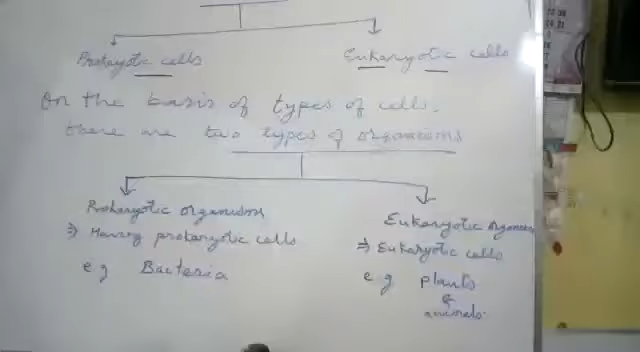 Prokaryotic cells
Eukaryotic cells
On the basis of types of cells.
there are two types of organisms
Prokaryotic organisms
⇒ Having prokaryotic cells
e g Bacteria
Eukaryotic organisms
⇒ Eukaryotic cells
e g plants
&
animals.